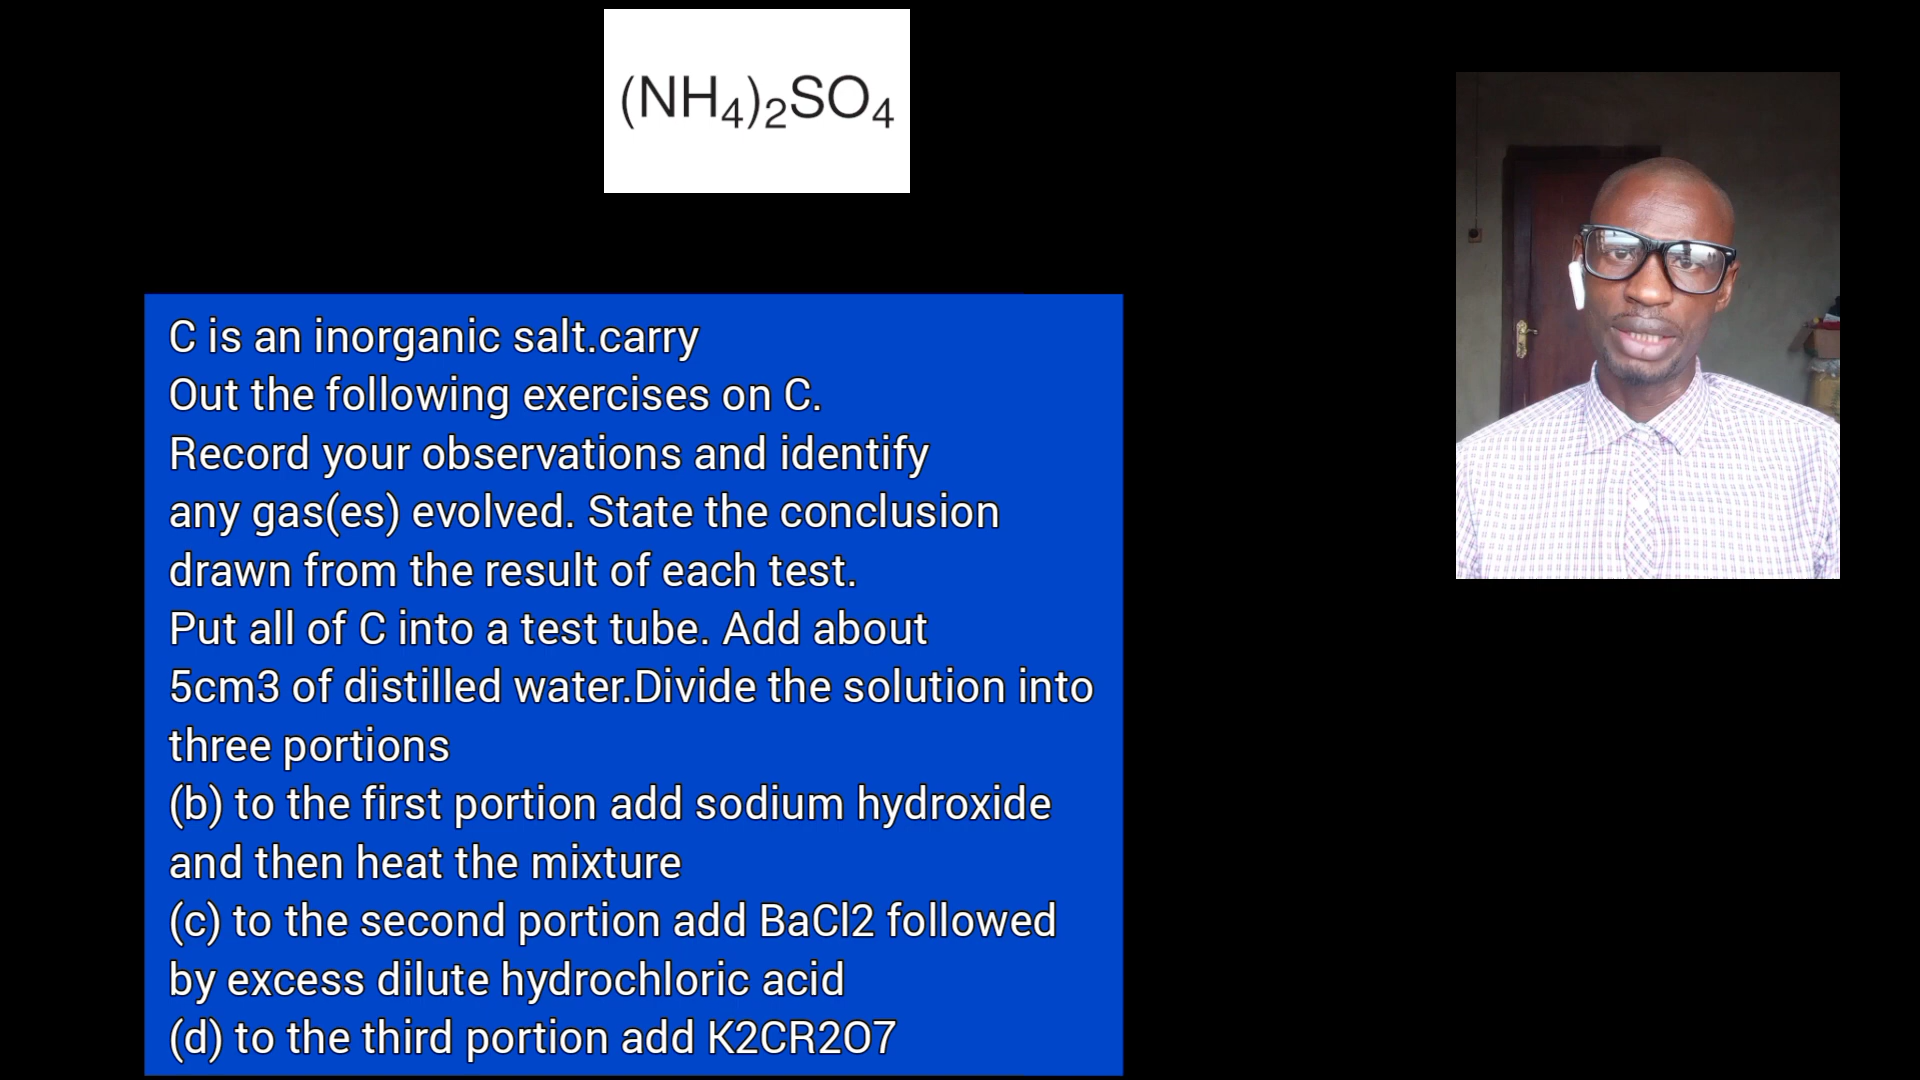 (NH₄)₂SO₄
C is an inorganic salt.carry
Out the following exercises on C.
Record your observations and identify
any gas(es) evolved. State the conclusion
drawn from the result of each test.
Put all of C into a test tube. Add about
5cm3 of distilled water.Divide the solution into
three portions
(b) to the first portion add sodium hydroxide
and then heat the mixture
(c) to the second portion add BaCl2 followed
by excess dilute hydrochloric acid
(d) to the third portion add K2CR2O7